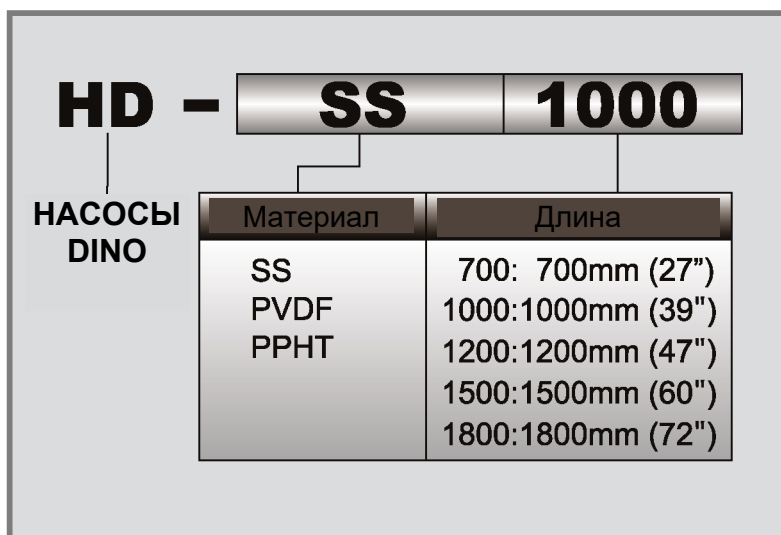 HD - SS 1000
НАСОСЫ
DINO
Материал
Длина
SS
PVDF
PPHT
700: 700mm (27”)
1000:1000mm (39")
1200:1200mm (47")
1500:1500mm (60")
1800:1800mm (72")